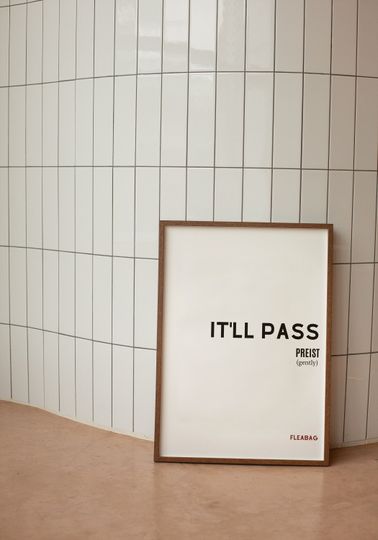 IT'LL PASS
PREIST
(gently)
FLEABAG